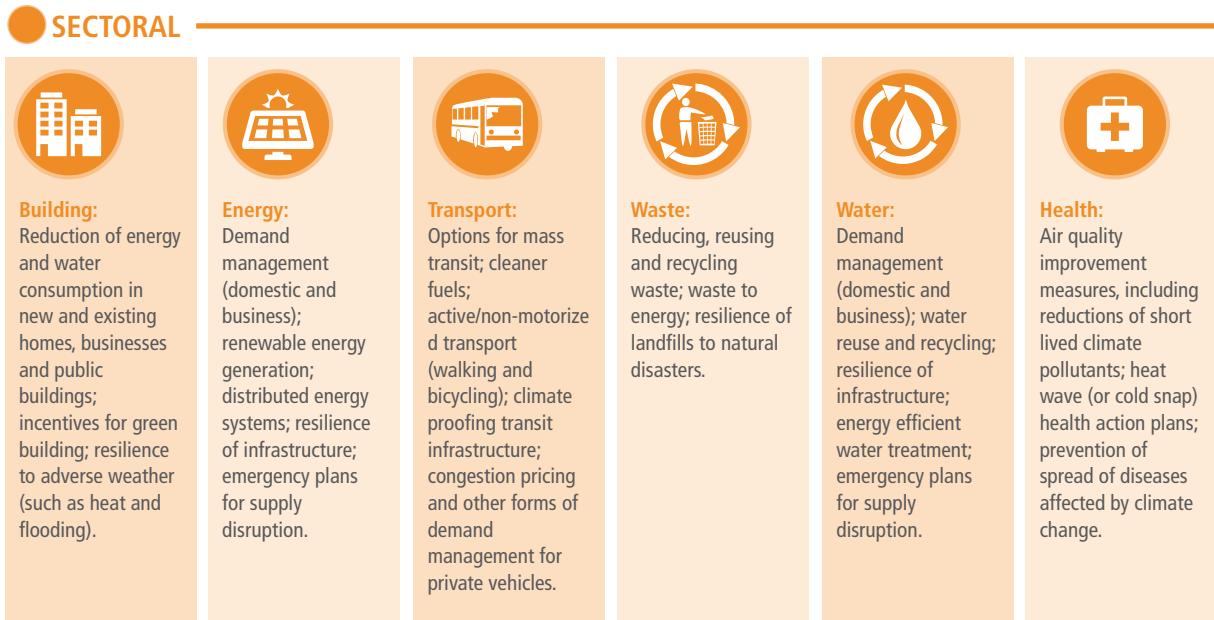 SECTORAL
Building:
Reduction of energy
and water
consumption in
new and existing
homes, businesses
and public
buildings;
incentives for green
building; resilience
to adverse weather
(such as heat and
flooding).
Energy:
Demand
management
(domestic and
business);
renewable energy
generation;
distributed energy
systems; resilience
of infrastructure;
emergency plans
for supply
disruption.
Transport:
Options for mass
transit; cleaner
fuels;
active/non-motorize
d transport
(walking and
bicycling); climate
proofing transit
infrastructure;
congestion pricing
and other forms of
demand
management for
private vehicles.
Waste:
Reducing, reusing
and recycling
waste; waste to
energy; resilience of
landfills to natural
disasters.
Water:
Demand
management
(domestic and
business); water
reuse and recycling;
resilience of
infrastructure;
energy efficient
water treatment;
emergency plans
for supply
disruption.
Health:
Air quality
improvement
measures, including
reductions of short
lived climate
pollutants; heat
wave (or cold snap)
health action plans;
prevention of
spread of diseases
affected by climate
change.